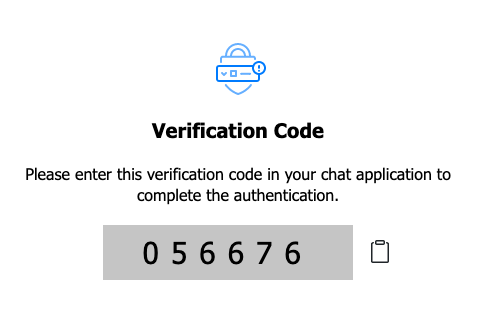 Verification Code
Please enter this verification code in your chat application to
complete the authentication.
0 5 6 6 7 6